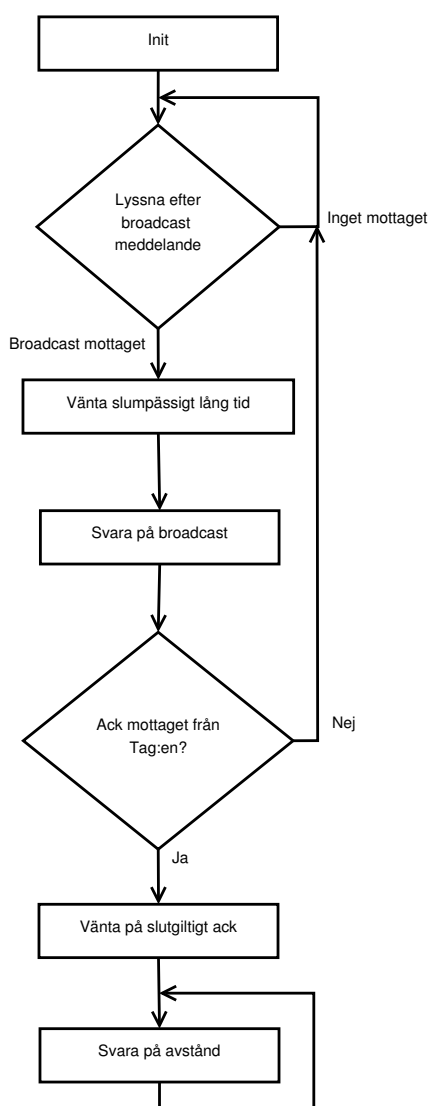 Init
Lyssna efter
broadcast
meddelande
Inget mottaget
Broadcast mottaget
Vänta slumpässigt lång tid
Svara på broadcast
Ack mottaget från
Tag:en?
Nej
Ja
Vänta på slutgiltigt ack
Svara på avstånd